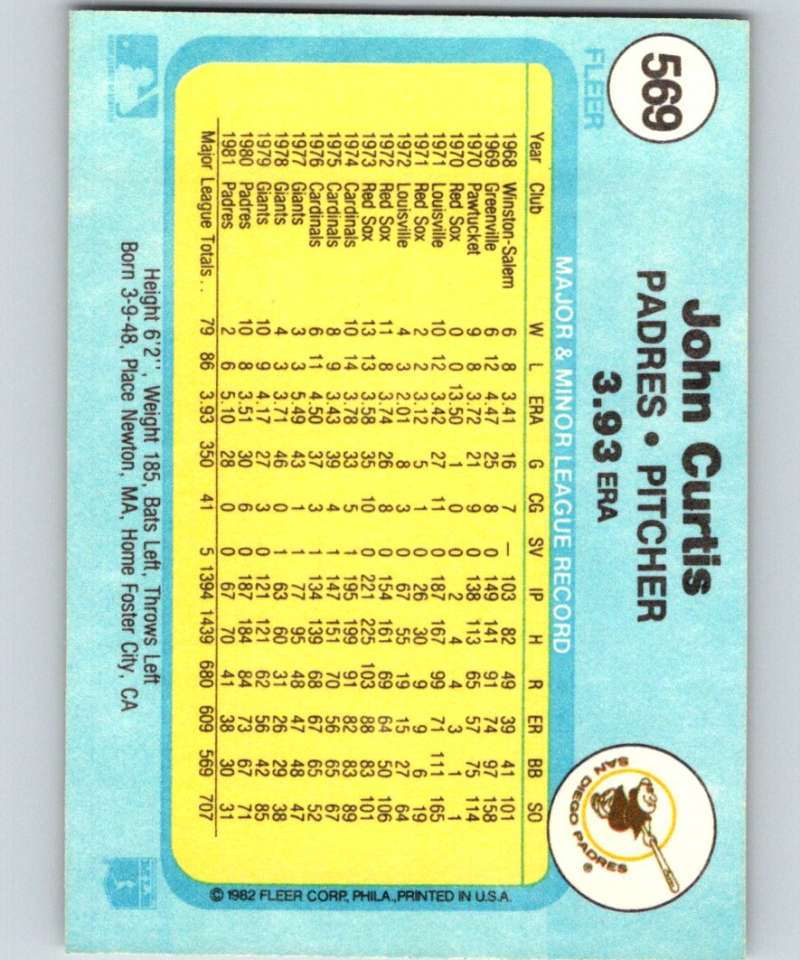 569
FLEER
John Curtis
PADRES • PITCHER
3.93 ERA
SAN DIEGO PADRES ®
MAJOR & MINOR LEAGUE RECORD
Year Club W L ERA G CG SV IP H R ER BB SO
1968 Winston-Salem 6 8 3.41 16 7 – 103 82 49 39 41 101
1969 Greenville 6 12 4.47 25 8 0 149 141 91 74 97 158
1970 Pawtucket 9 8 3.72 21 9 0 138 113 65 57 75 114
1970 Red Sox 0 0 13.50 1 0 0 2 4 4 3 1 1
1971 Louisville 10 12 3.42 27 11 0 187 167 99 71 111 165
1971 Red Sox 2 2 3.12 5 1 0 26 30 9 9 6 19
1972 Louisville 4 3 2.01 8 3 0 67 55 19 15 27 64
1972 Red Sox 11 8 3.74 26 8 0 154 161 69 64 50 106
1973 Red Sox 13 13 3.58 35 10 0 221 225 103 88 83 101
1974 Cardinals 10 14 3.78 33 5 1 195 199 91 82 83 89
1975 Cardinals 8 9 3.43 39 4 1 147 151 70 56 65 67
1976 Cardinals 6 11 4.50 37 3 1 134 139 68 67 65 52
1977 Giants 3 3 5.49 43 1 1 77 95 48 47 48 47
1978 Giants 4 3 3.71 46 0 1 63 60 31 26 29 38
1979 Giants 10 9 4.17 27 3 0 121 121 62 56 42 85
1980 Padres 10 8 3.51 30 6 0 187 184 84 73 67 71
1981 Padres 2 6 5.10 28 0 0 67 70 41 38 30 31
Major League Totals . . 79 86 3.93 350 41 5 1394 1439 680 609 569 707
© 1982 FLEER CORP., PHILA., PRINTED IN U.S.A.
Height 6'2'', Weight 185, Bats Left, Throws Left
Born 3-9-48, Place Newton, MA, Home Foster City, CA